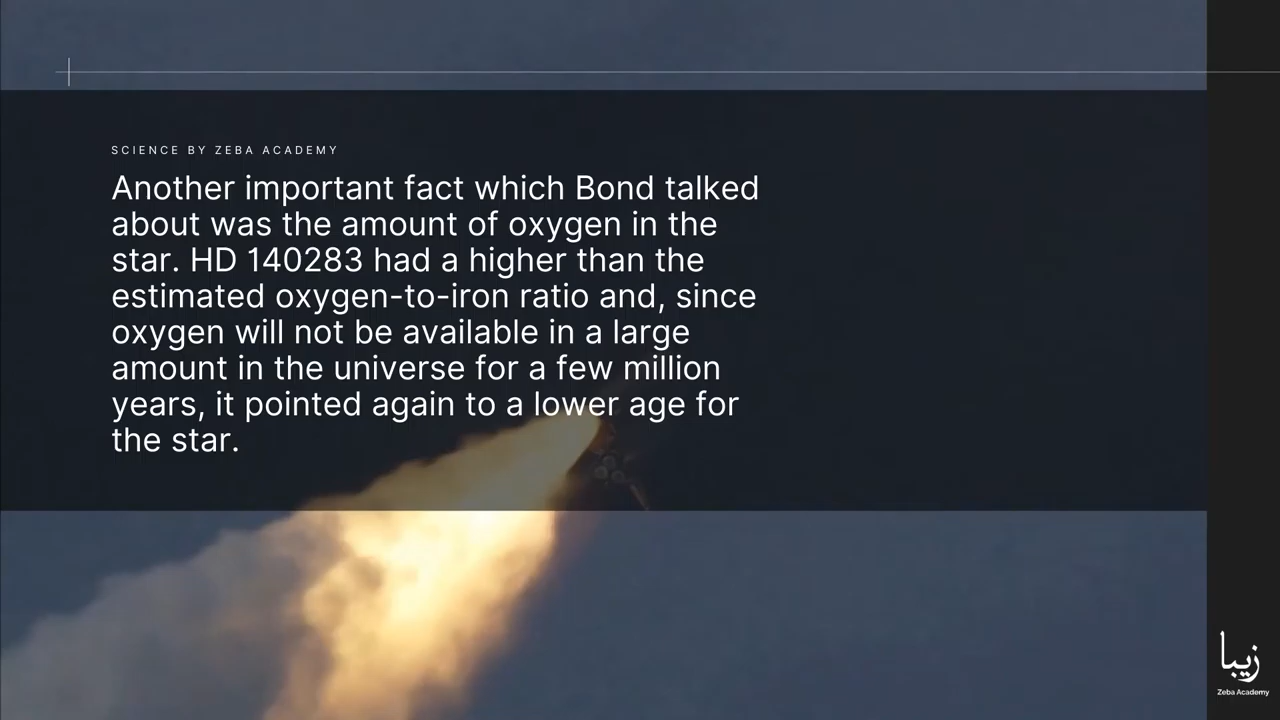 SCIENCE BY ZEBA ACADEMY
Another important fact which Bond talked
about was the amount of oxygen in the
star. HD 140283 had a higher than the
estimated oxygen-to-iron ratio and, since
oxygen will not be available in a large
amount in the universe for a few million
years, it pointed again to a lower age for
the star.
زیبا
Zeba Academy